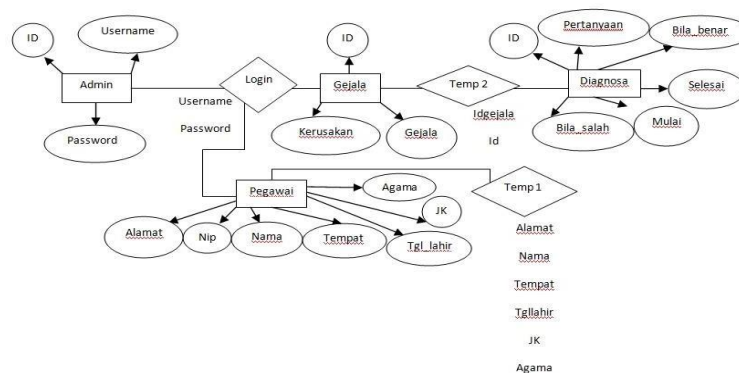 ID
Username
Admin
Password
Login
Username
Password
ID
Gejala
Kerusakan
Gejala
Temp 2
Idgejala
Id
ID
Pertanyaan
Bila_benar
Diagnosa
Selesai
Bila_salah
Mulai
Pegawai
Agama
JK
Alamat
Nip
Nama
Tempat
Tgl_lahir
Temp 1
Alamat
Nama
Tempat
Tgllahir
JK
Agama